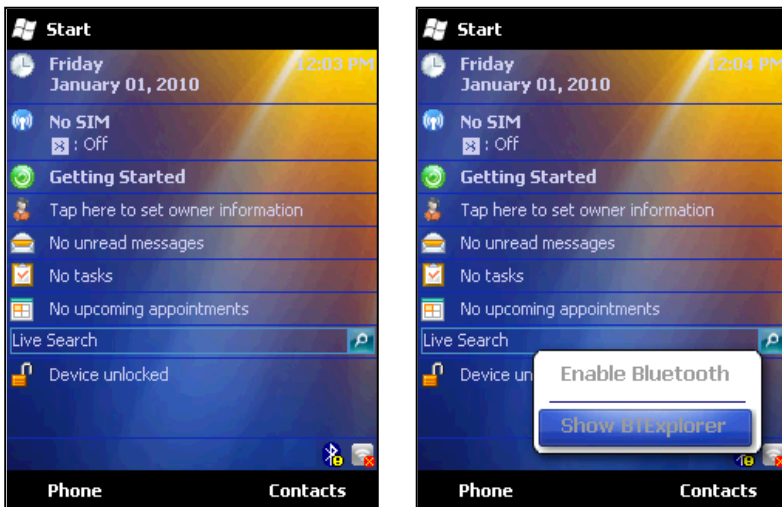 Start
Friday
12:03 PM
January 01, 2010
No SIM
: Off
Getting Started
Tap here to set owner information
No unread messages
No tasks
No upcoming appointments
Live Search
Device unlocked
Phone
Contacts
Start
Friday
12:04 PM
January 01, 2010
No SIM
: Off
Getting Started
Tap here to set owner information
No unread messages
No tasks
No upcoming appointments
Live Search
Device un
Enable Bluetooth
Show BTExplorer
Phone
Contacts